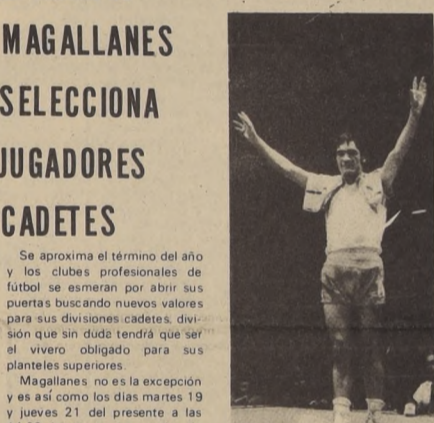 MAGALLANES
SELECCIONA
JUGADORES
CADETES
Se aproxima el término del año
y los clubes profesionales de
fútbol se esmeran por abrir sus
puertas buscando nuevos valores
para sus divisiones cadetes, divi-
sión que sin duda tendrá que ser
el vivero obligado para sus
planteles superiores.
Magallanes no es la excepción
y es así como los días martes 19
y jueves 21 del presente a las